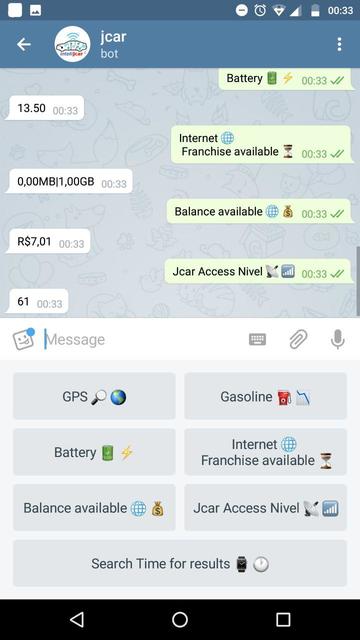 00:33
jcar
bot
intelijcar
Battery 🔋⚡ 00:33
13.50 00:33
Internet 🌐
Franchise available ⏳ 00:33
0,00MB|1,00GB 00:33
Balance available 🌐💰 00:33
R$7,01 00:33
Jcar Access Nivel 📡📶 00:33
61 00:33
Message
GPS 🔎🌎
Gasoline ⛽📉
Battery 🔋⚡
Internet 🌐
Franchise available ⏳
Balance available 🌐💰
Jcar Access Nivel 📡📶
Search Time for results ⌚🕐